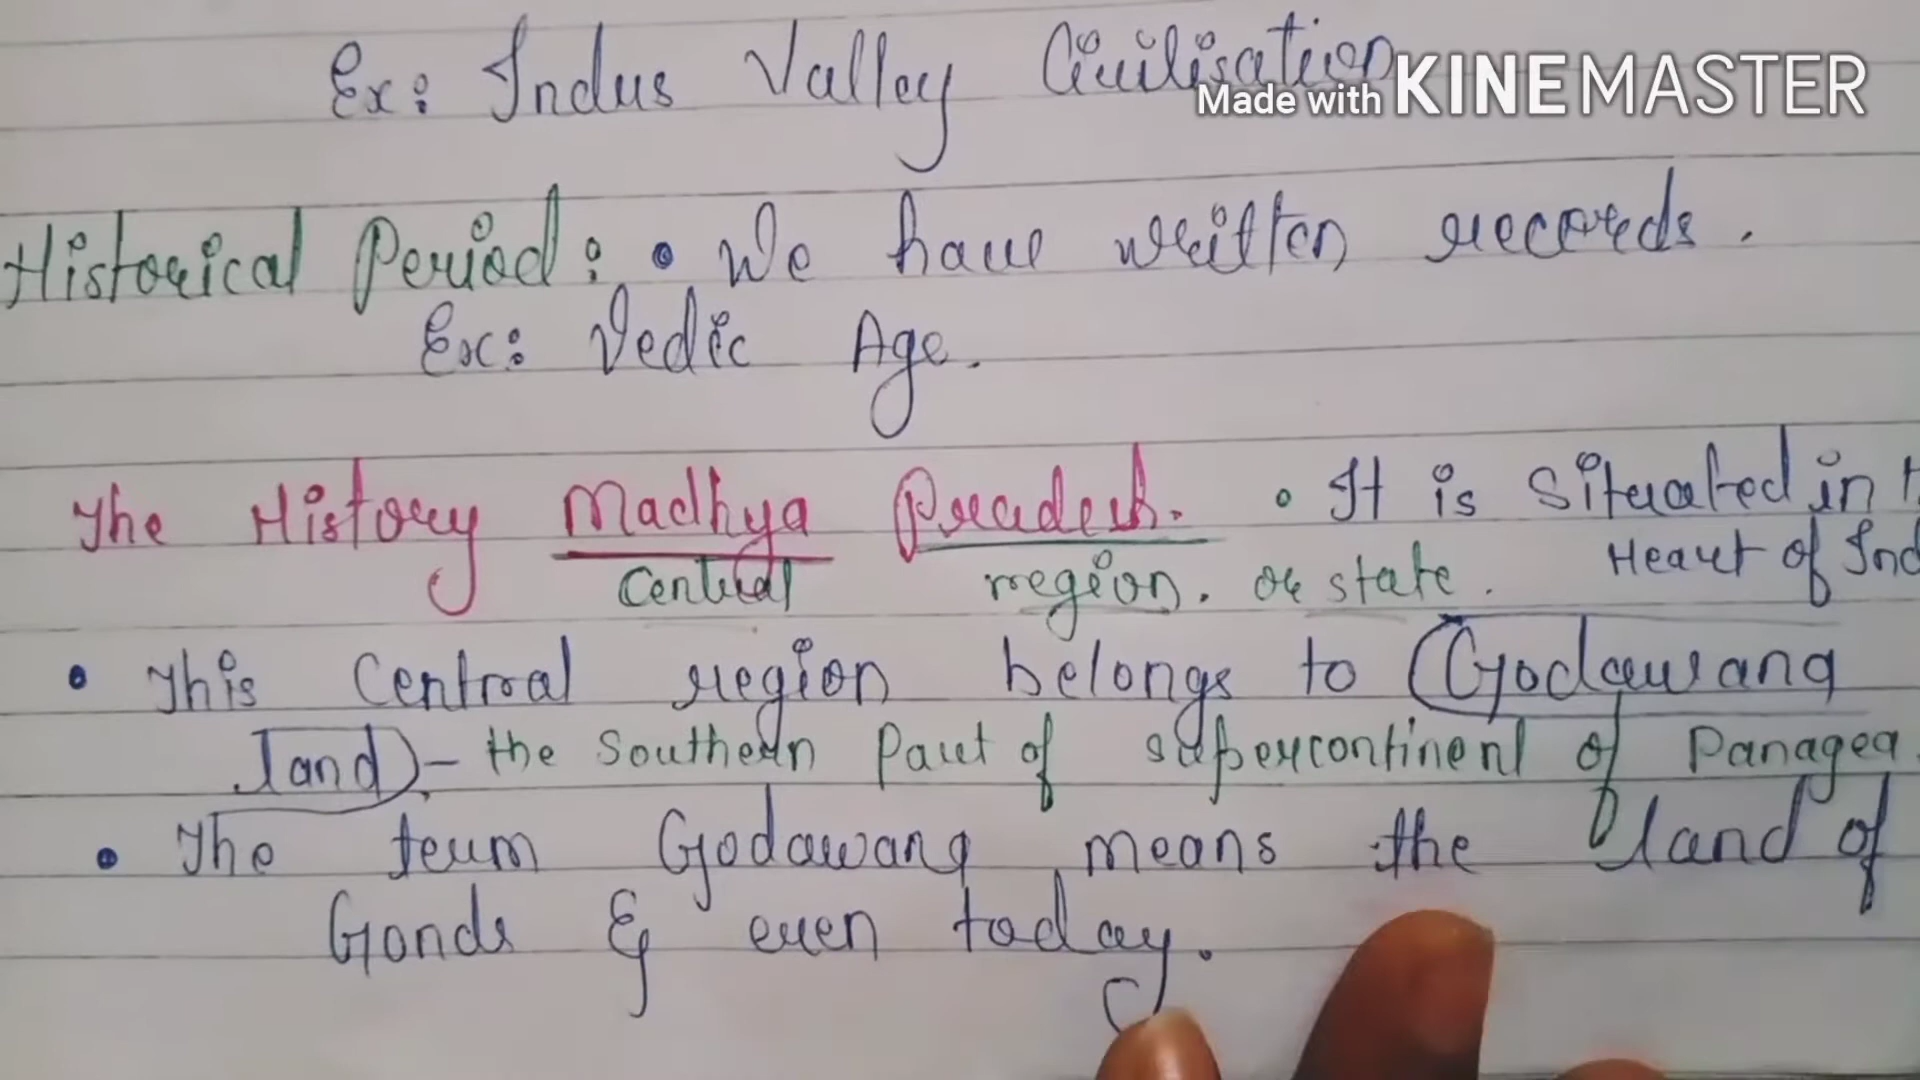 Ex: Indus Valley Civilisation
Made with KINEMASTER
Historical Period: • We have written records.
Ex: Vedic Age.
The History Madhya Pradesh. • It is situated in
Central region. or state. Heart of Ind
• This Central region belongs to Godawang
land - the Southern Part of supercontinent of Panagea
• The term Godawang means the land of
Gonds & even today.